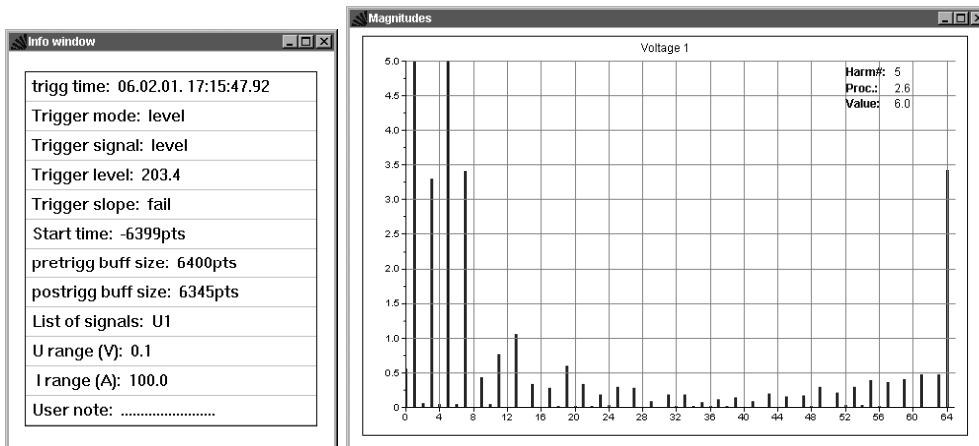 Info window
trigg time: 06.02.01. 17:15:47.92
Trigger mode: level
Trigger signal: level
Trigger level: 203.4
Trigger slope: fail
Start time: -6399pts
pretrigg buff size: 6400pts
postrigg buff size: 6345pts
List of signals: U1
U range (V): 0.1
I range (A): 100.0
User note: ........................
Magnitudes
Voltage 1
Harm#: 5
Proc.: 2.6
Value: 6.0
5.0
4.5
4.0
3.5
3.0
2.5
2.0
1.5
1.0
0.5
0
0 4 8 12 16 20 24 28 32 36 40 44 48 52 56 60 64